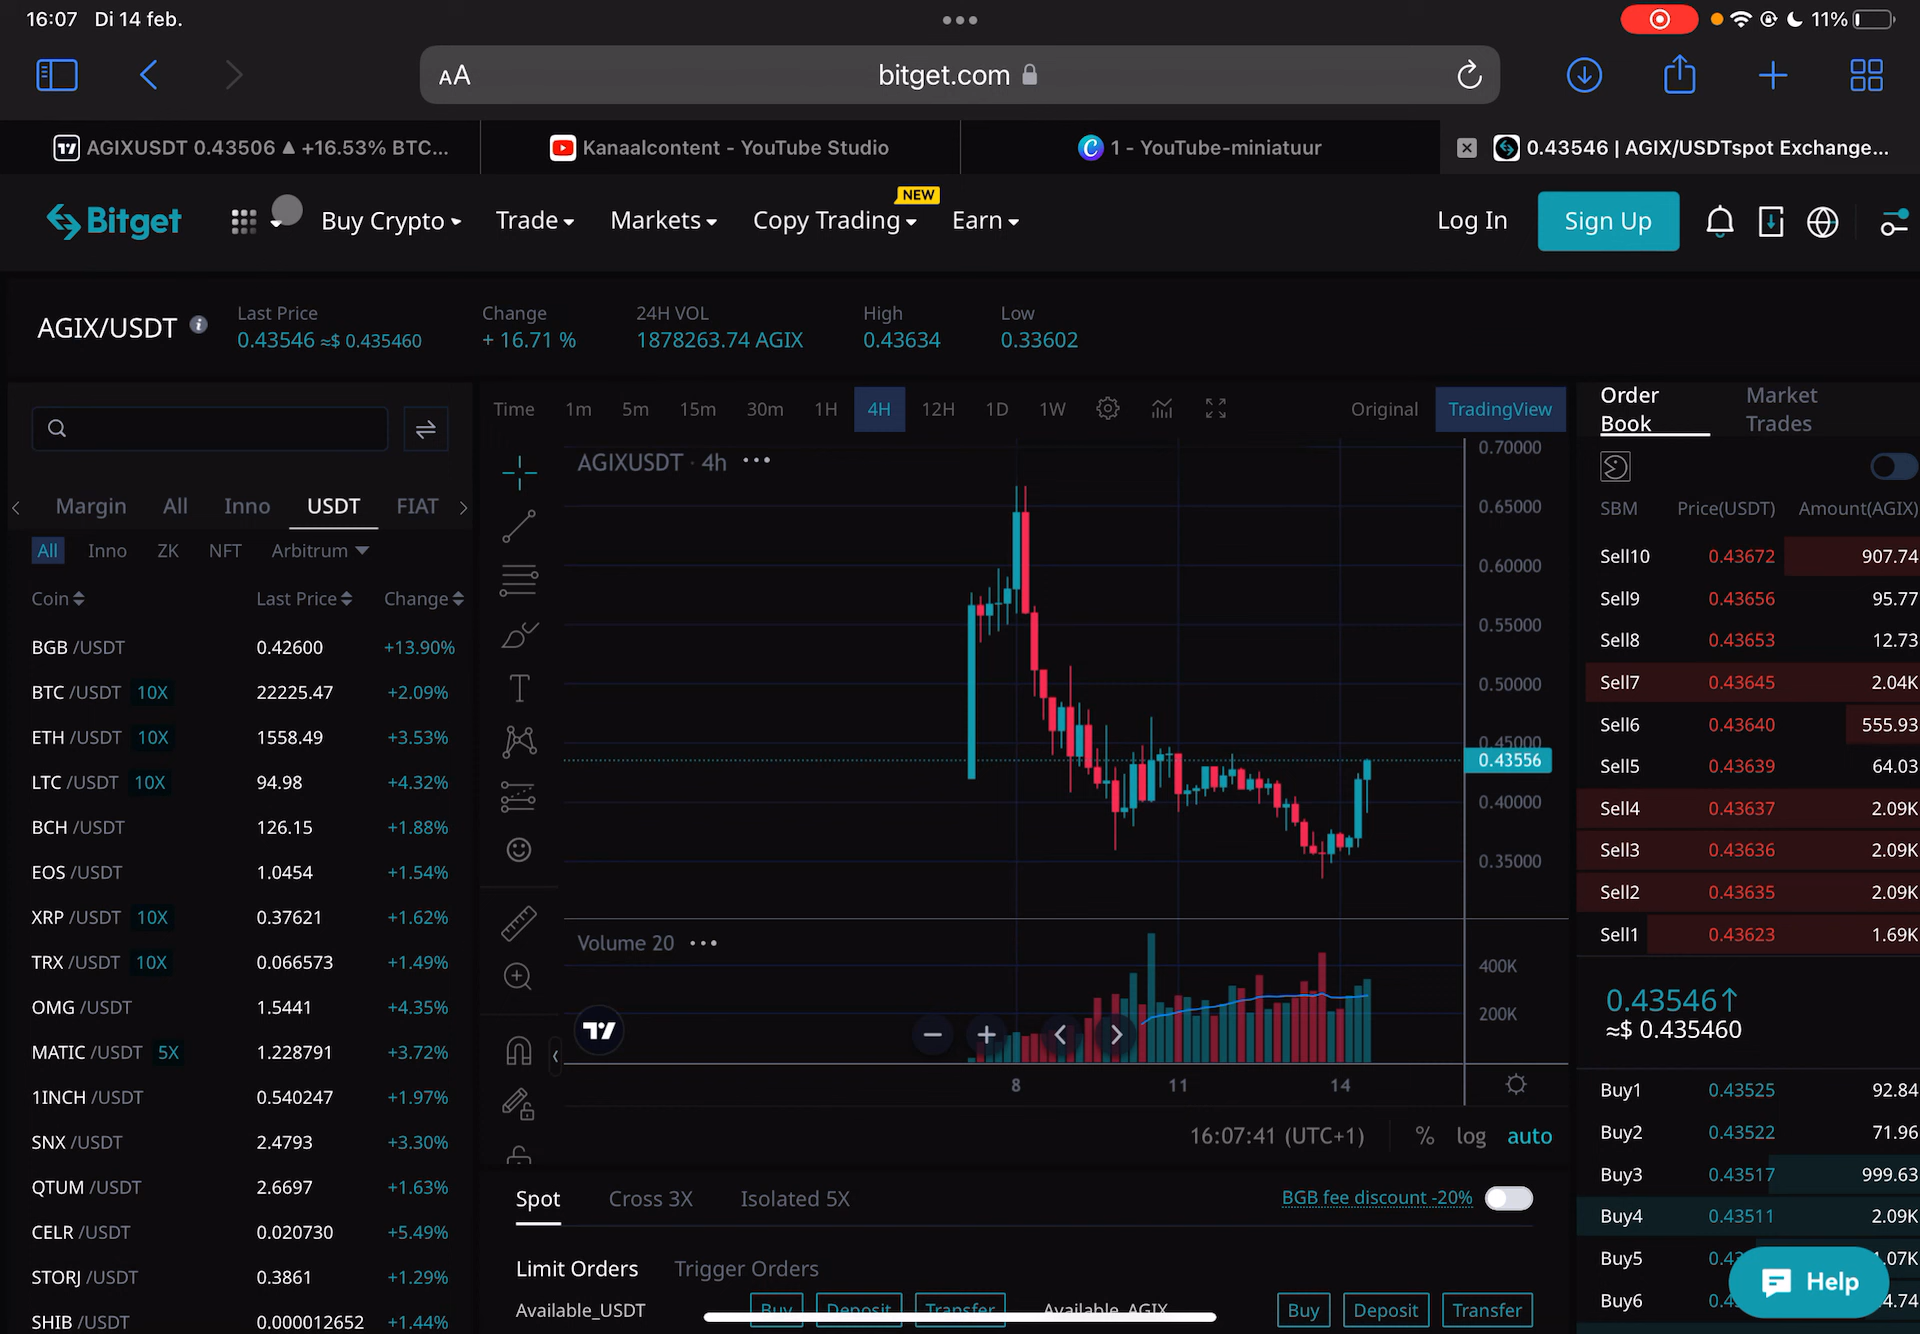 16:07 Di 14 feb.
11%
AA bitget.com
AGIXUSDT 0.43506 ▲ +16.53% BTC...
Kanaalcontent - YouTube Studio
1 - YouTube-miniatuur
0.43546 | AGIX/USDTspot Exchange...
Bitget
Buy Crypto
Trade
Markets
Copy Trading
NEW
Earn
Log In
Sign Up
AGIX/USDT
Last Price
0.43546 ≈$ 0.435460
Change
+ 16.71 %
24H VOL
1878263.74 AGIX
High
0.43634
Low
0.33602
Margin All Inno USDT FIAT
All Inno ZK NFT Arbitrum
Coin Last Price Change
BGB /USDT 0.42600 +13.90%
BTC /USDT 10X 22225.47 +2.09%
ETH /USDT 10X 1558.49 +3.53%
LTC /USDT 10X 94.98 +4.32%
BCH /USDT 126.15 +1.88%
EOS /USDT 1.0454 +1.54%
XRP /USDT 10X 0.37621 +1.62%
TRX /USDT 10X 0.066573 +1.49%
OMG /USDT 1.5441 +4.35%
MATIC /USDT 5X 1.228791 +3.72%
1INCH /USDT 0.540247 +1.97%
SNX /USDT 2.4793 +3.30%
QTUM /USDT 2.6697 +1.63%
CELR /USDT 0.020730 +5.49%
STORJ /USDT 0.3861 +1.29%
SHIB /USDT 0.000012652 +1.44%
Time 1m 5m 15m 30m 1H 4H 12H 1D 1W
Original TradingView
AGIXUSDT · 4h
0.70000
0.65000
0.60000
0.55000
0.50000
0.45000
0.43556
0.40000
0.35000
Volume 20
400K
200K
8 11 14
16:07:41 (UTC+1) % log auto
Spot Cross 3X Isolated 5X
BGB fee discount -20%
Limit Orders Trigger Orders
Available_USDT Buy Deposit Transfer
Available_AGIX Buy Deposit Transfer
Order
Book
Market
Trades
SBM Price(USDT) Amount(AGIX)
Sell10 0.43672 907.74
Sell9 0.43656 95.77
Sell8 0.43653 12.73
Sell7 0.43645 2.04K
Sell6 0.43640 555.93
Sell5 0.43639 64.03
Sell4 0.43637 2.09K
Sell3 0.43636 2.09K
Sell2 0.43635 2.09K
Sell1 0.43623 1.69K
0.43546↑
≈$ 0.435460
Buy1 0.43525 92.84
Buy2 0.43522 71.96
Buy3 0.43517 999.63
Buy4 0.43511 2.09K
Buy5
Buy6
Help